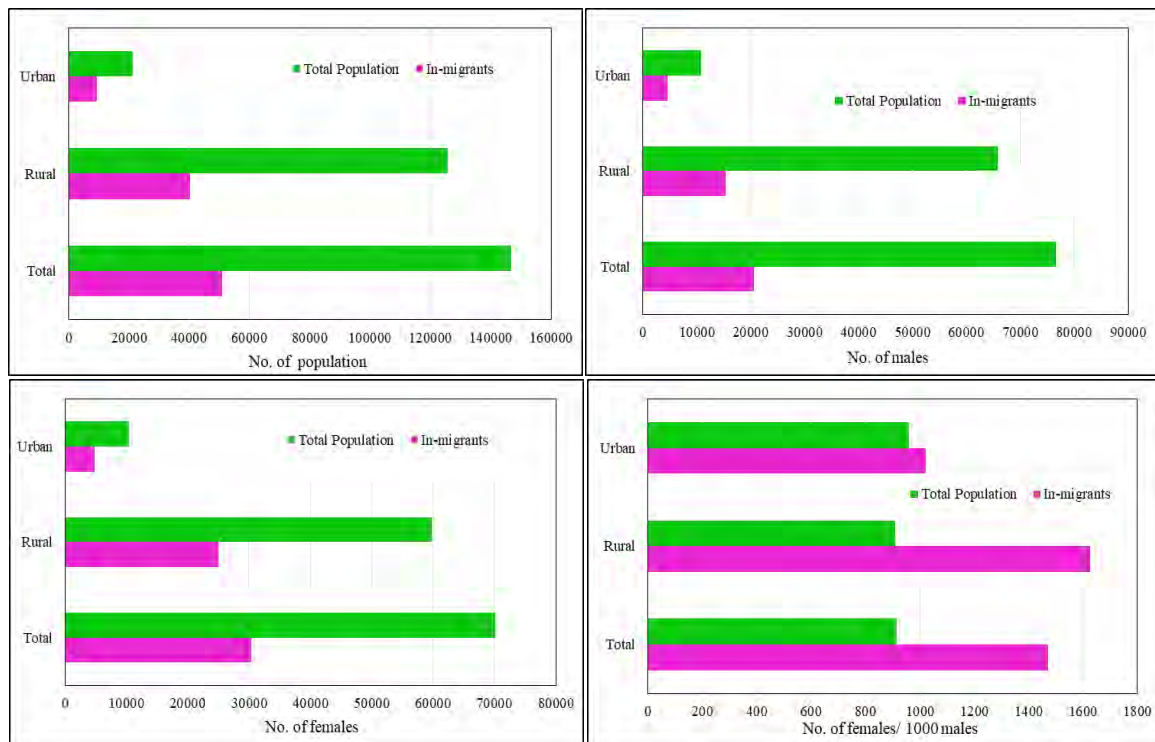 Urban
Total Population In-migrants
Rural
Total
0 20000 40000 60000 80000 100000 120000 140000 160000
No. of population
Urban
Total Population In-migrants
Rural
Total
0 10000 20000 30000 40000 50000 60000 70000 80000 90000
No. of males
Urban
Total Population In-migrants
Rural
Total
0 10000 20000 30000 40000 50000 60000 70000 80000
No. of females
Urban
Total Population In-migrants
Rural
Total
0 200 400 600 800 1000 1200 1400 1600 1800
No. of females/ 1000 males